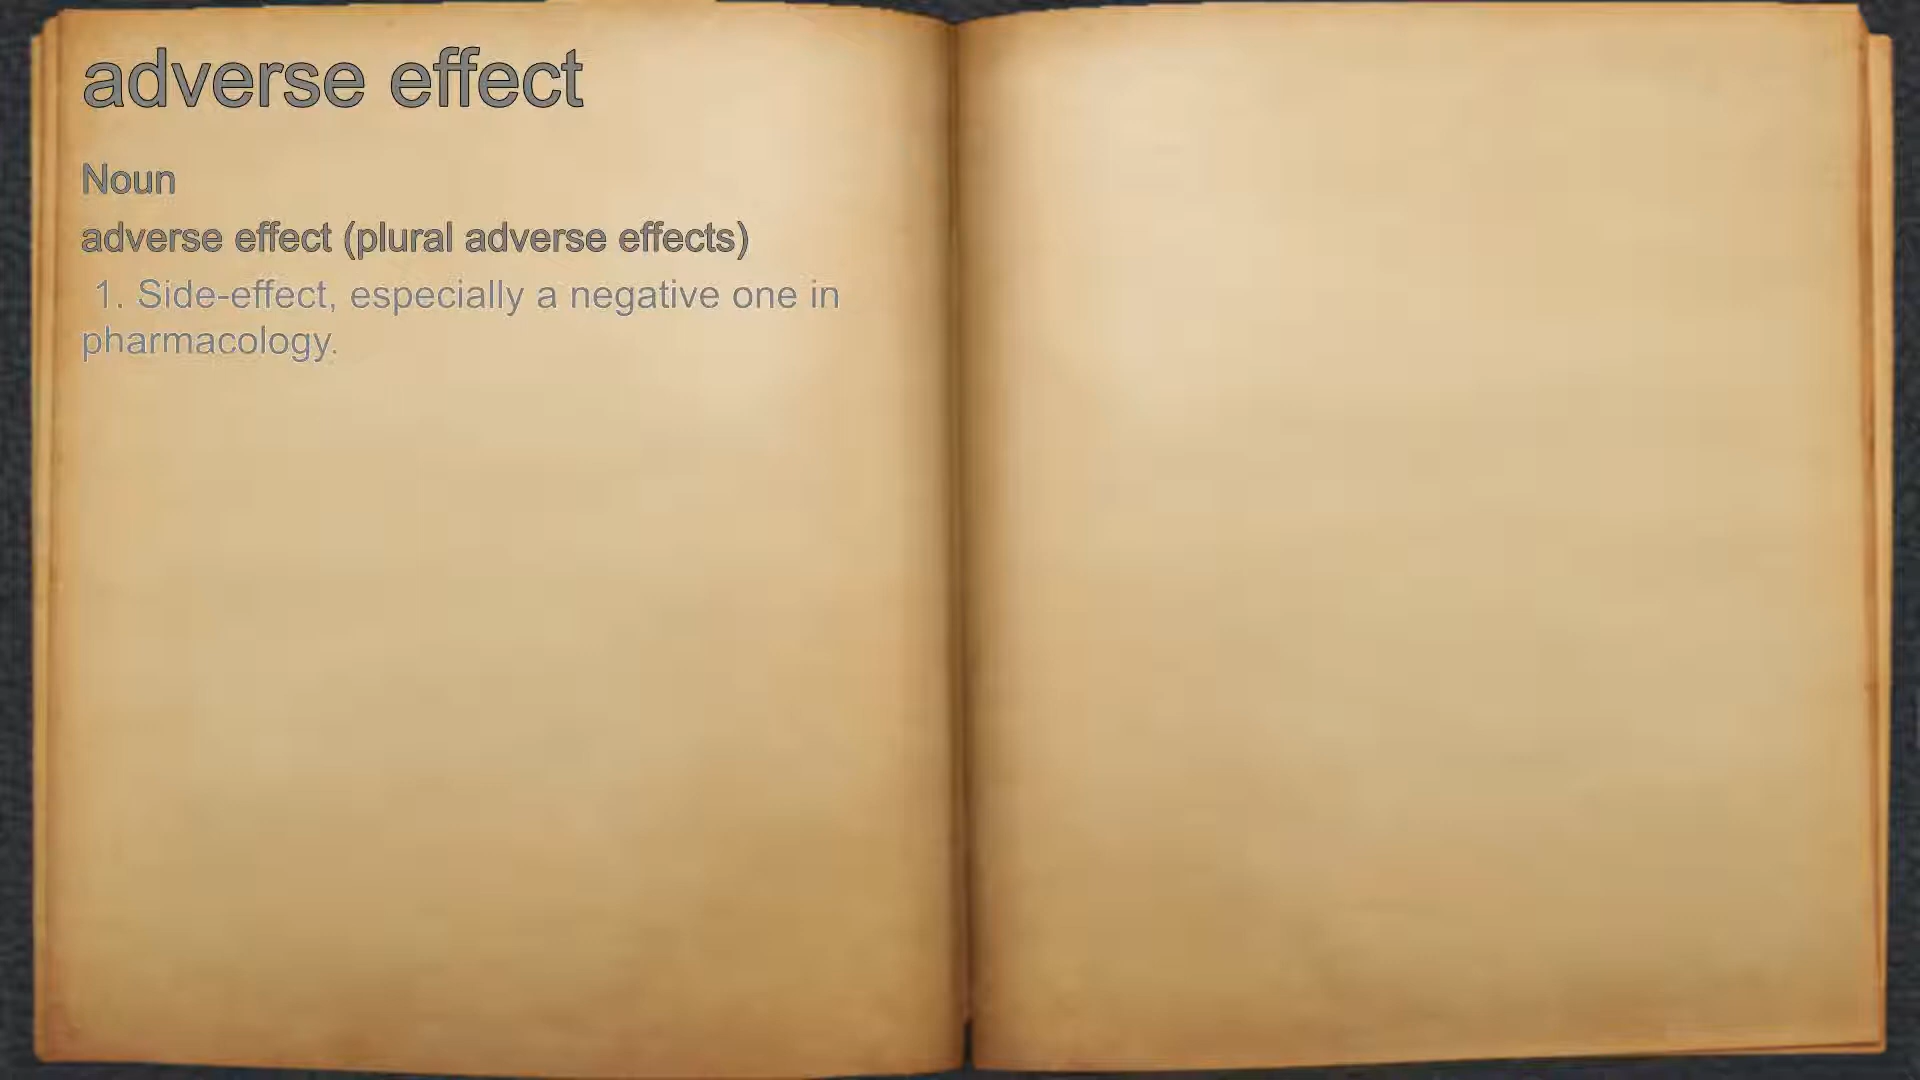 adverse effect
Noun
adverse effect (plural adverse effects)
1. Side-effect, especially a negative one in
pharmacology.